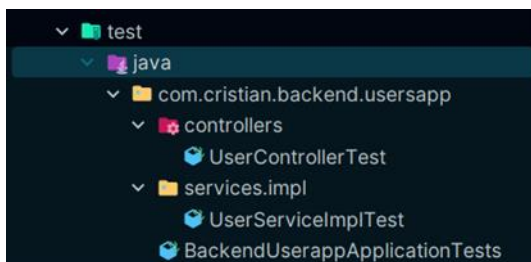 test
java
com.cristian.backend.usersapp
controllers
UserControllerTest
services.impl
UserServiceImplTest
BackendUserappApplicationTests